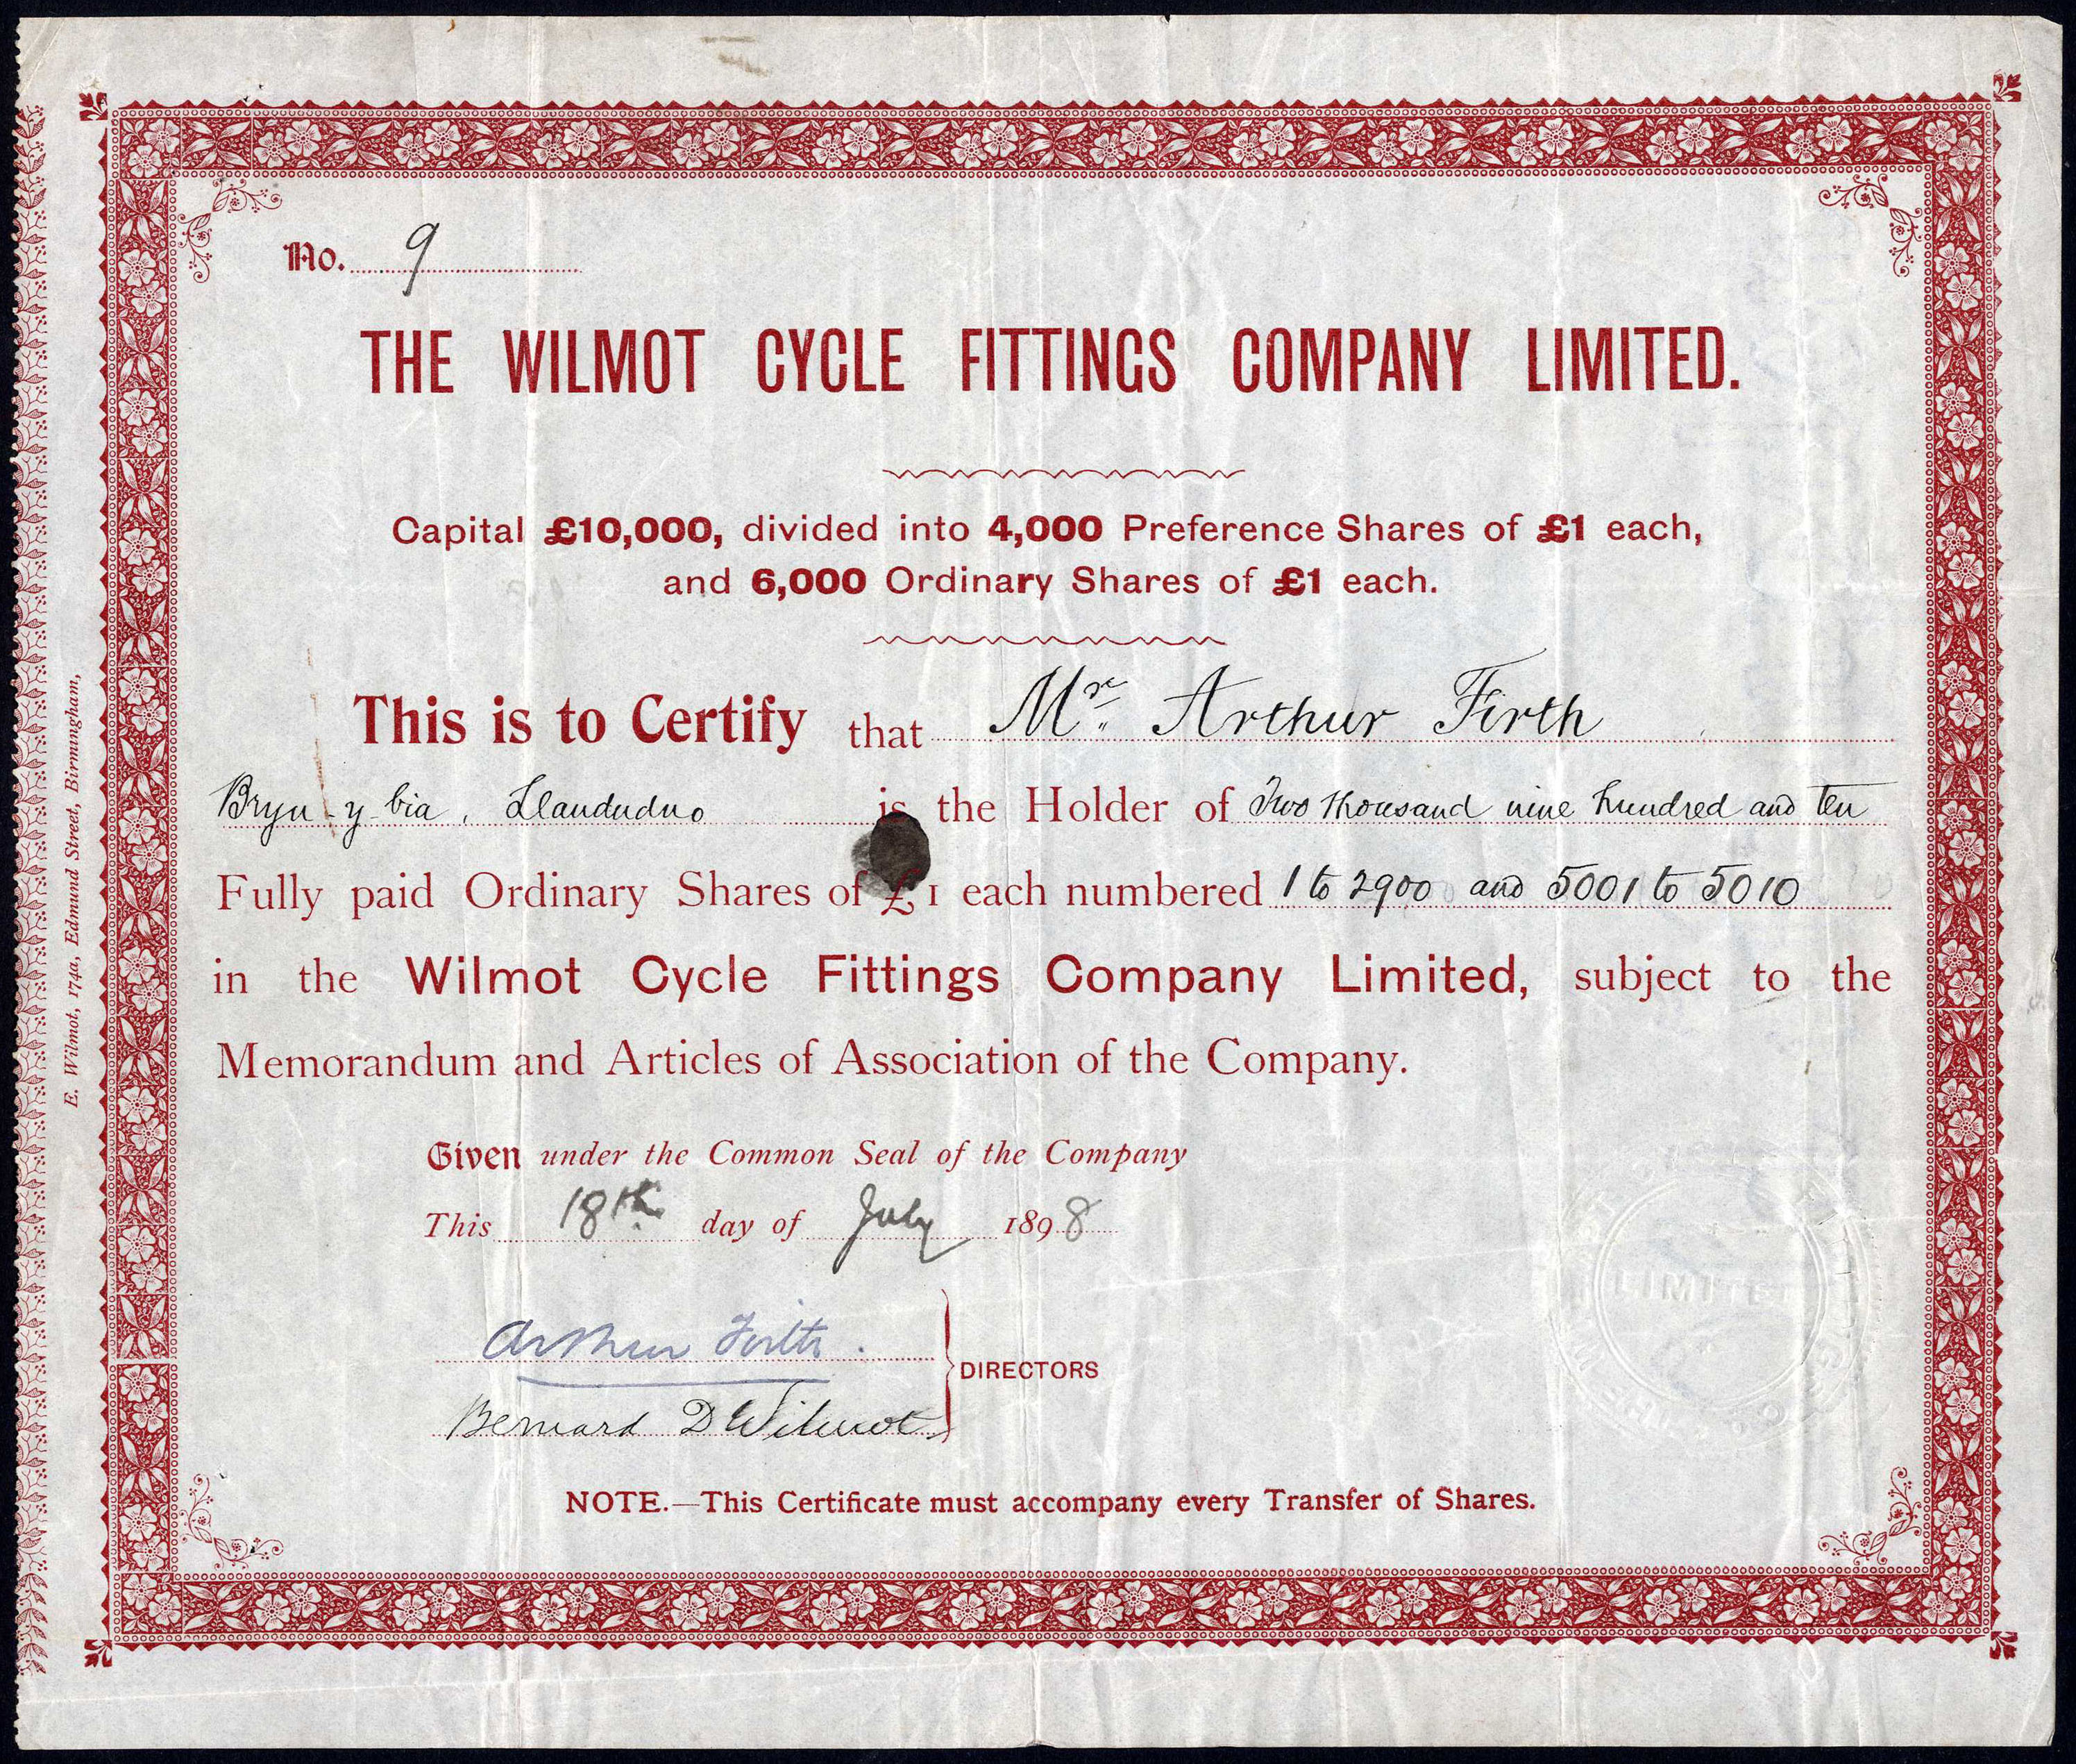 No. 9
THE WILMOT CYCLE FITTINGS COMPANY LIMITED.
Capital £10,000, divided into 4,000 Preference Shares of £1 each,
and 6,000 Ordinary Shares of £1 each.
This is to Certify that Mr. Arthur Firth
Bryn-y-bia, Llandudno is the Holder of Two thousand nine hundred and ten
Fully paid Ordinary Shares of £1 each numbered 1 to 2900 and 5001 to 5010
in the Wilmot Cycle Fittings Company Limited, subject to the
Memorandum and Articles of Association of the Company.
Given under the Common Seal of the Company
This 18th day of July 1898
Arthur Firth.
DIRECTORS
Bernard D Wilmot
NOTE.—This Certificate must accompany every Transfer of Shares.
E. Wilmot, 174a, Edmund Street, Birmingham,
LIMITED